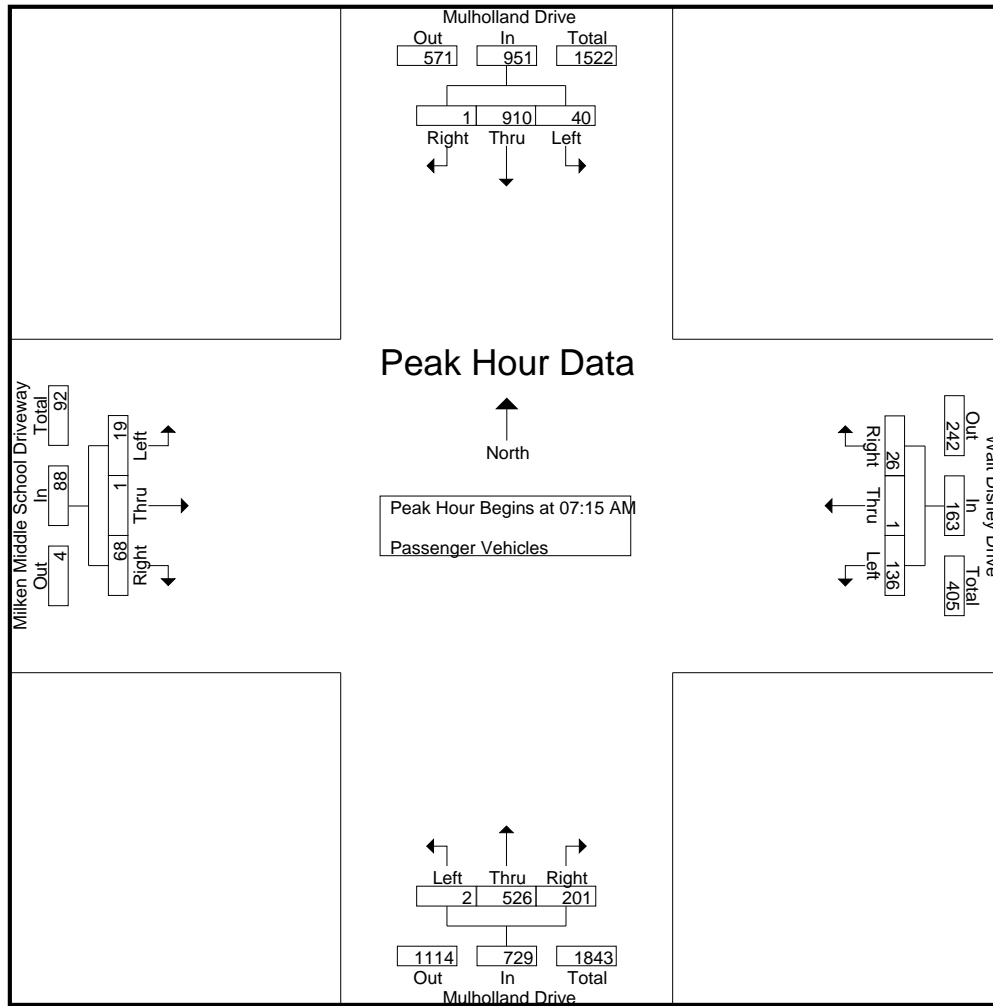 Mulholland Drive
Out In Total
571 951 1522
1 910 40
Right Thru Left
Peak Hour Data
North
Peak Hour Begins at 07:15 AM
Passenger Vehicles
Milken Middle School Driveway
Out In Total
4 88 92
19 1 68
Left Thru Right
Walt Disney Drive
Out In Total
242 163 405
Right Thru Left
26 1 136
Left Thru Right
2 526 201
1114 729 1843
Out In Total
Mulholland Drive